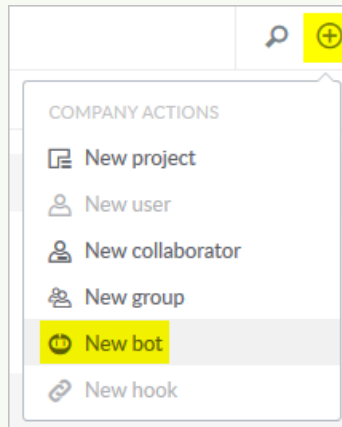 COMPANY ACTIONS
New project
New user
New collaborator
New group
New bot
New hook